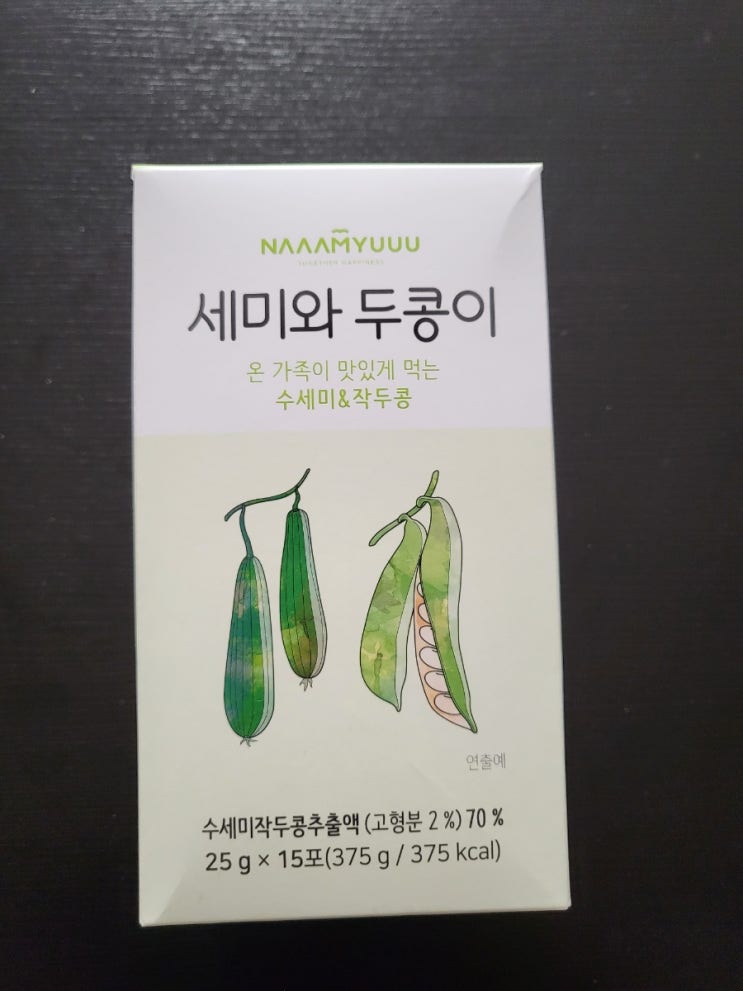 NAAAMYUUU
TOGETHER HAPPINESS
세미와 두콩이
온 가족이 맛있게 먹는
수세미&작두콩
연출예
수세미작두콩추출액 (고형분 2 %) 70 %
25 g × 15포(375 g / 375 kcal)